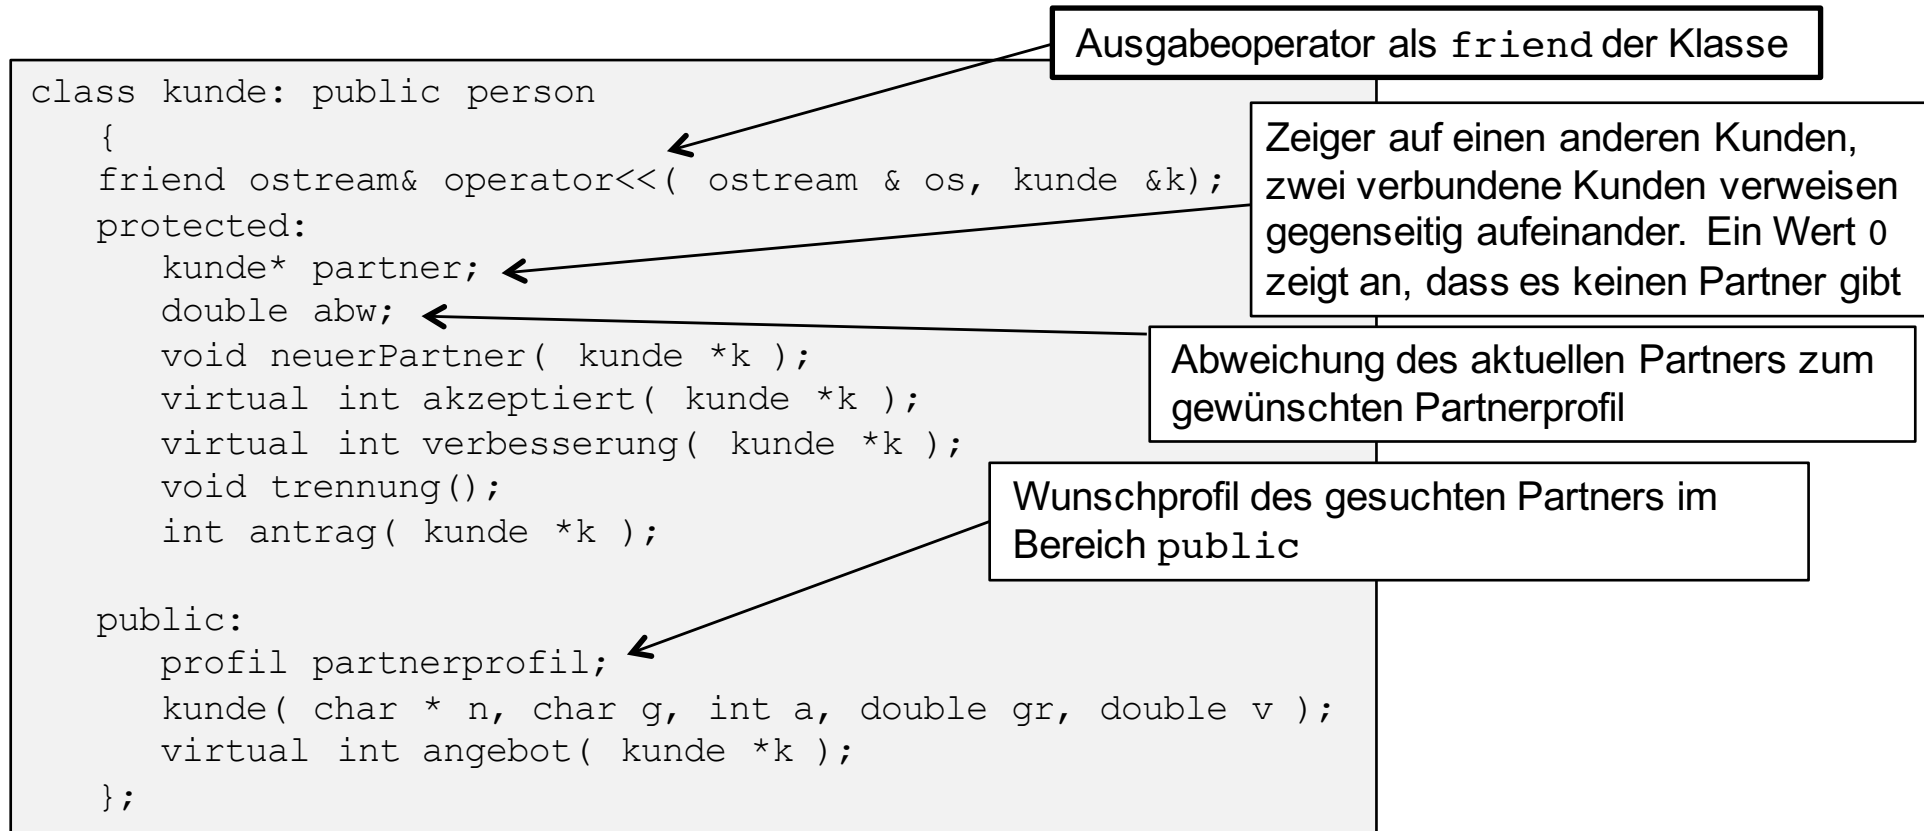 Ausgabeoperator als friend der Klasse
class kunde: public person
{
friend ostream& operator<<( ostream & os, kunde &k);
protected:
kunde* partner;
double abw;
void neuerPartner( kunde *k );
virtual int akzeptiert( kunde *k );
virtual int verbesserung( kunde *k );
void trennung();
int antrag( kunde *k );
public:
profil partnerprofil;
kunde( char * n, char g, int a, double gr, double v );
virtual int angebot( kunde *k );
};
Zeiger auf einen anderen Kunden,
zwei verbundene Kunden verweisen
gegenseitig aufeinander. Ein Wert 0
zeigt an, dass es keinen Partner gibt
Abweichung des aktuellen Partners zum
gewünschten Partnerprofil
Wunschprofil des gesuchten Partners im
Bereich public